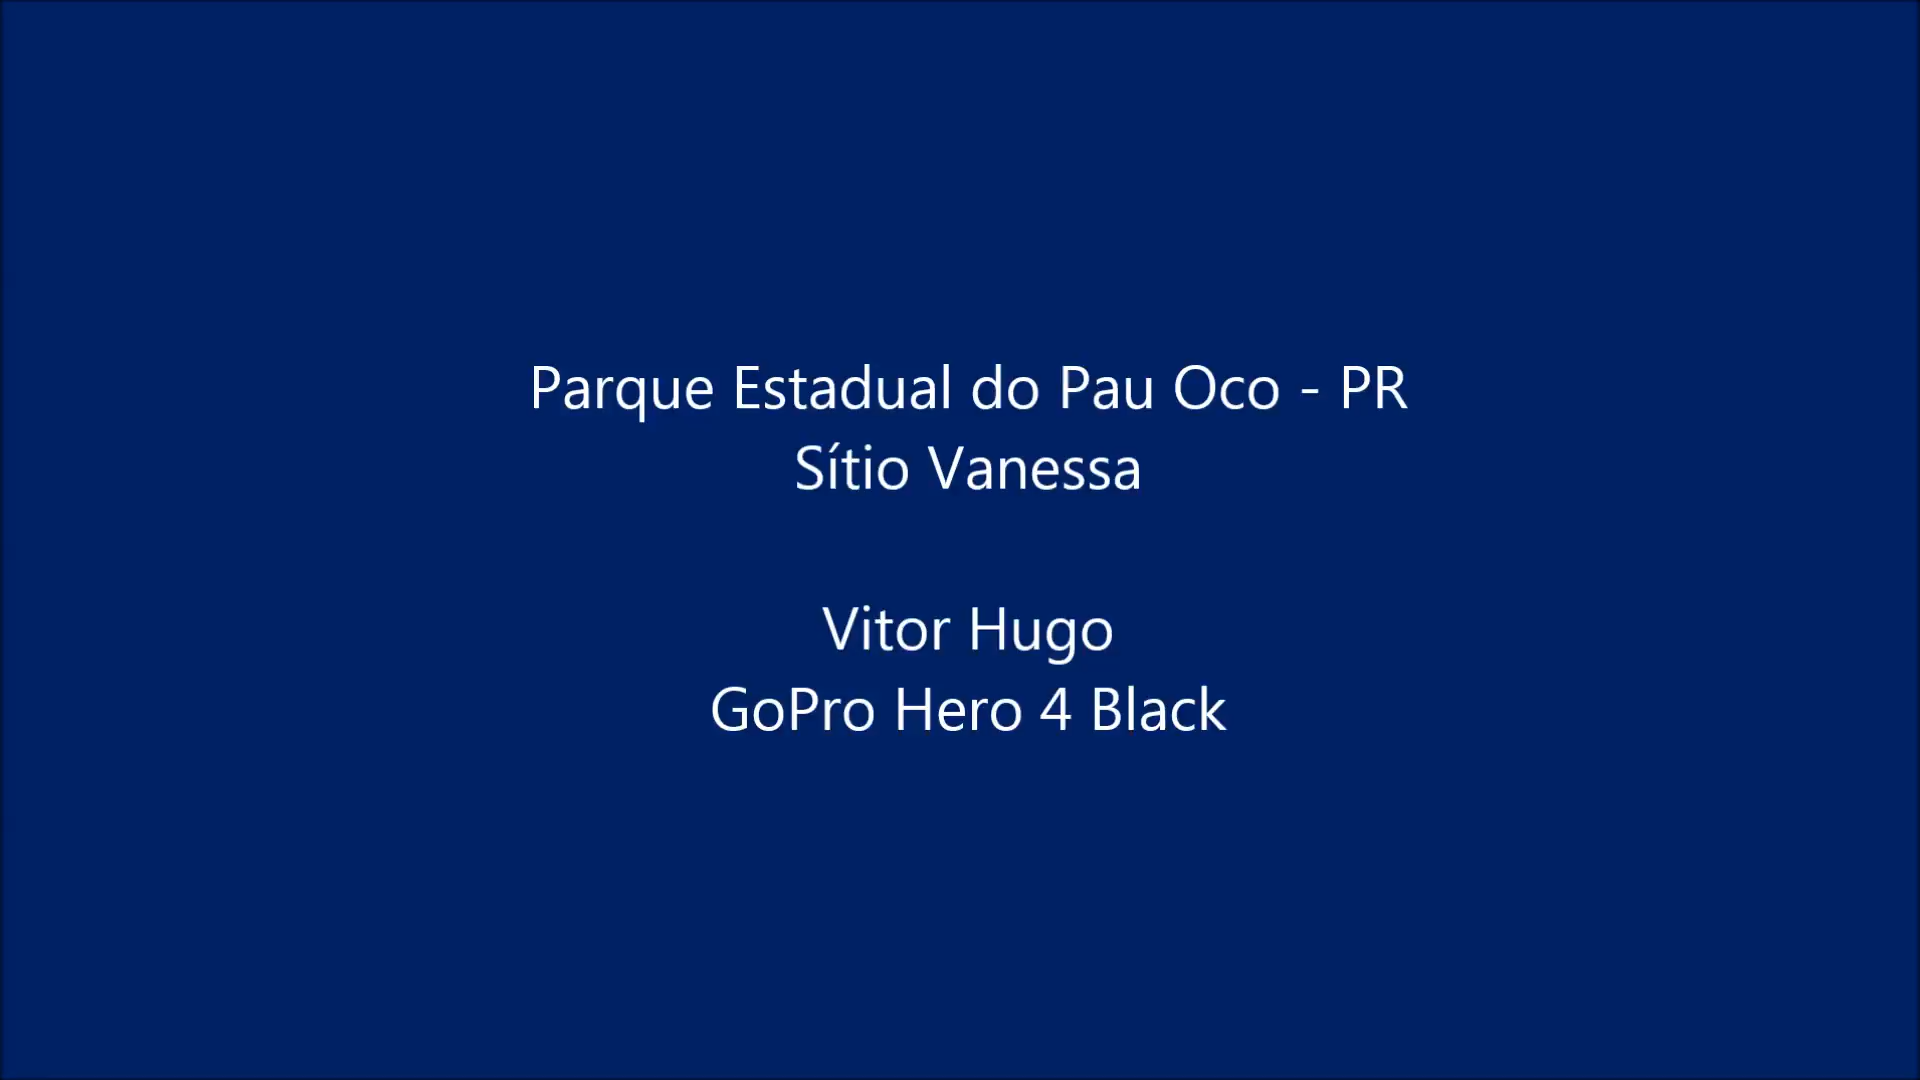 Parque Estadual do Pau Oco - PR
Sítio Vanessa
Vitor Hugo
GoPro Hero 4 Black